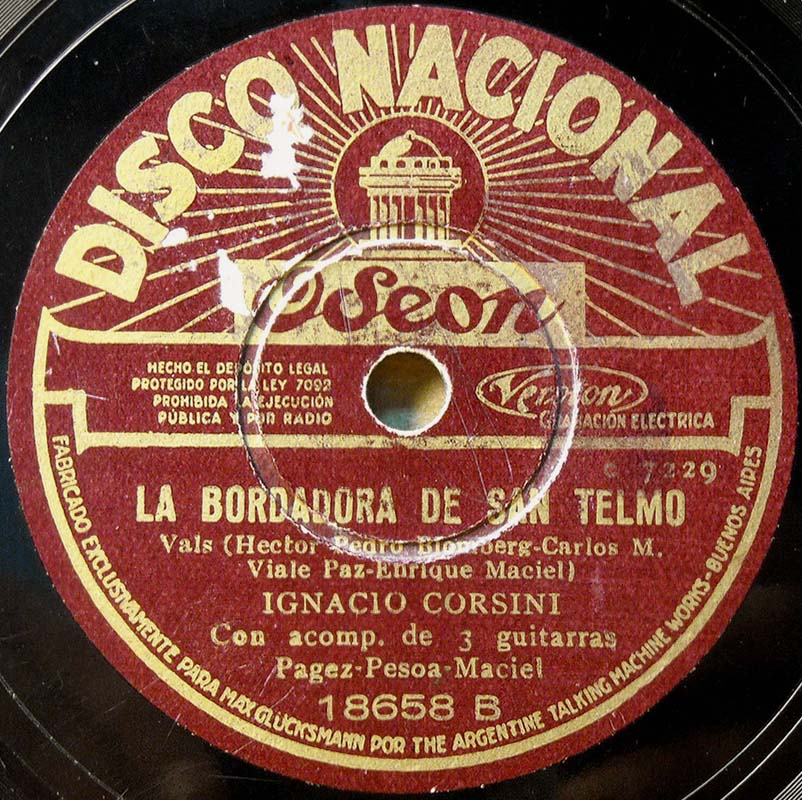 DISCO NACIONAL
Odeon
HECHO EL DEPOSITO LEGAL
PROTEGIDO POR LA LEY 7092
PROHIBIDA LA EJECUCIÓN
PÚBLICA Y POR RADIO
GRABACIÓN ELECTRICA
e 7229
LA BORDADORA DE SAN TELMO
Vals (Hector Pedro Blomberg-Carlos M.
Viale Paz-Enrique Maciel)
IGNACIO CORSINI
Con acomp. de 3 guitarras
Pagez-Pesoa-Maciel
18658 B
FABRICADO EXCLUSIVAMENTE PARA MAX GLÜCKSMANN POR THE ARGENTINE TALKING MACHINE WORKS-BUENOS AIRES